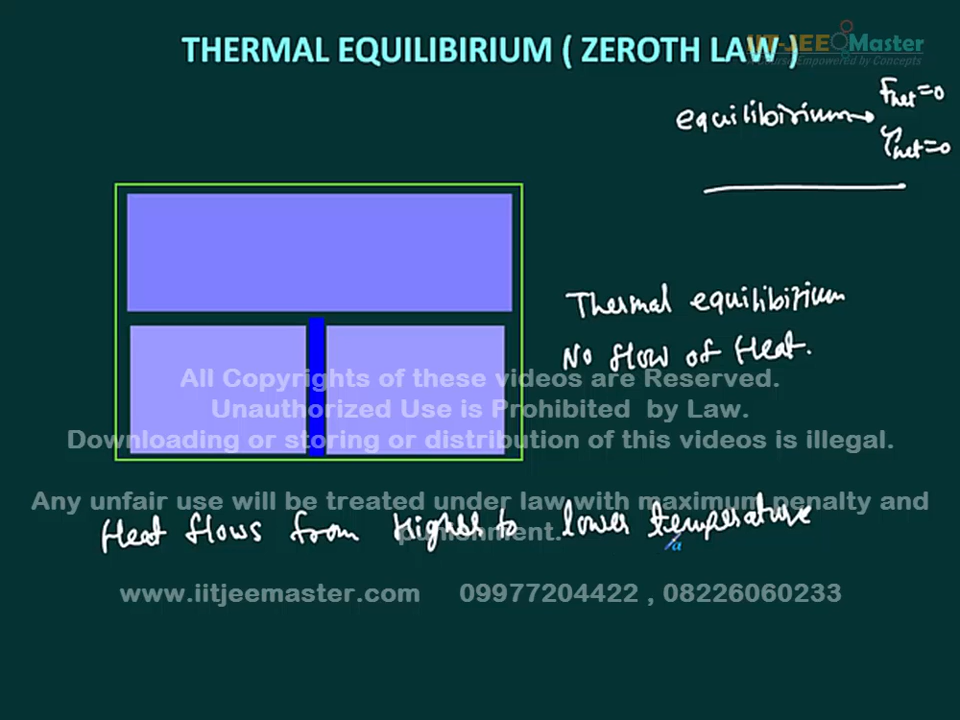 THERMAL EQUILIBIRIUM ( ZEROTH LAW )
IIT-JEE Master
A Course Empowered by Concepts
equilibirium → Fnet=0
τnet=0
Thermal equilibirium
No flow of Heat.
All Copyrights of these videos are Reserved.
Unauthorized Use is Prohibited by Law.
Downloading or storing or distribution of this videos is illegal.
Any unfair use will be treated under law with maximum penalty and
punishment.
Heat flows from to lower temperature
www.iitjeemaster.com 09977204422 , 08226060233